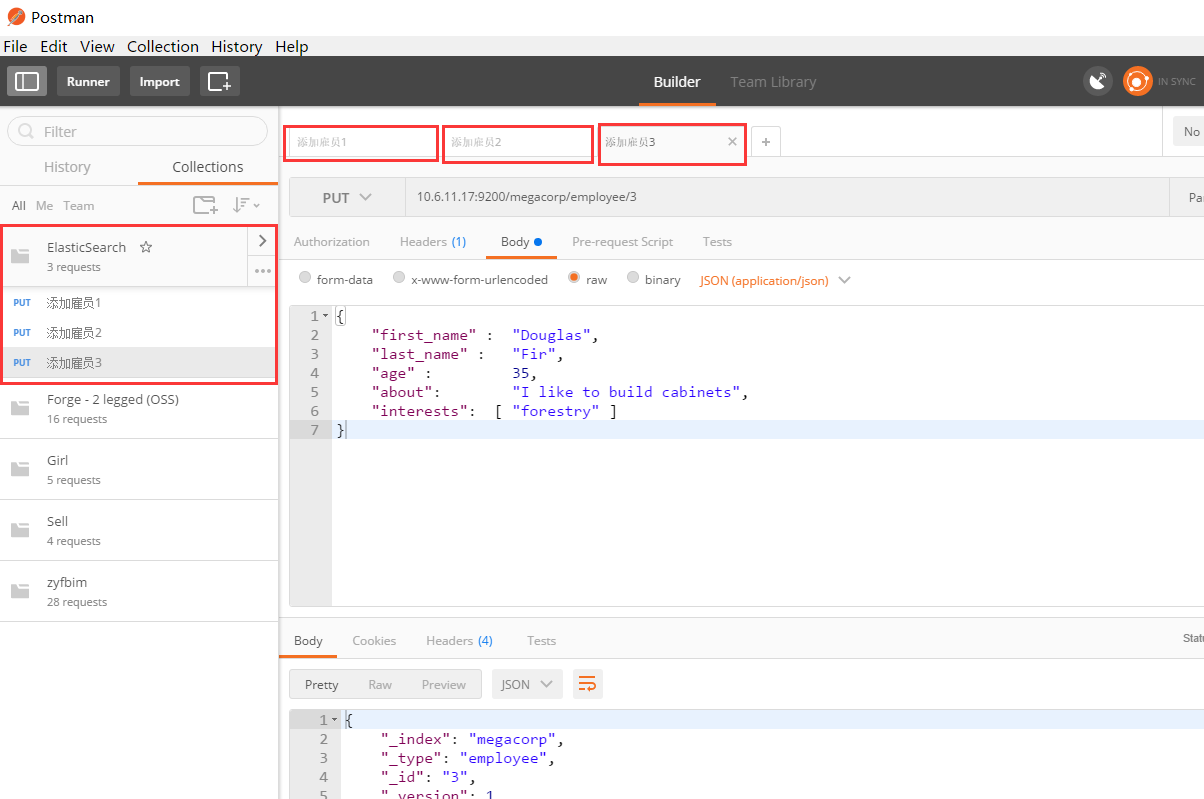 Postman
File Edit View Collection History Help
Runner Import Builder Team Library IN SYNC
Filter
History Collections
All Me Team
ElasticSearch
3 requests
PUT 添加雇员1
PUT 添加雇员2
PUT 添加雇员3
Forge - 2 legged (OSS)
16 requests
Girl
5 requests
Sell
4 requests
zyfbim
28 requests
添加雇员1 添加雇员2 添加雇员3 No
PUT 10.6.11.17:9200/megacorp/employee/3
Authorization Headers (1) Body Pre-request Script Tests
form-data x-www-form-urlencoded raw binary JSON (application/json)
1 {
2 "first_name" : "Douglas",
3 "last_name" : "Fir",
4 "age" : 35,
5 "about": "I like to build cabinets",
6 "interests": [ "forestry" ]
7 }
Body Cookies Headers (4) Tests
Pretty Raw Preview JSON
1 {
2 "_index": "megacorp",
3 "_type": "employee",
4 "_id": "3",
5 "_version": 1